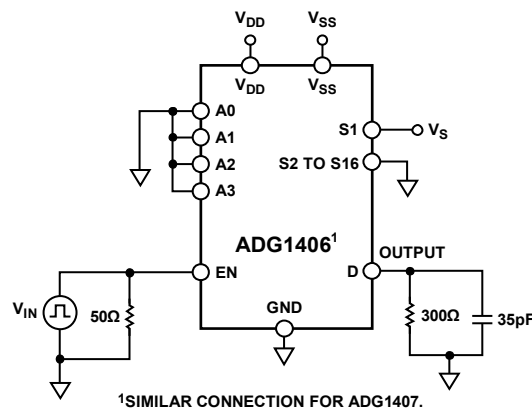 VDD VSS
VDD VSS
A0
A1
A2
A3
S1 VS
S2 TO S16
ADG1406¹
OUTPUT
EN D
VIN 50Ω
GND
300Ω 35pF
¹SIMILAR CONNECTION FOR ADG1407.